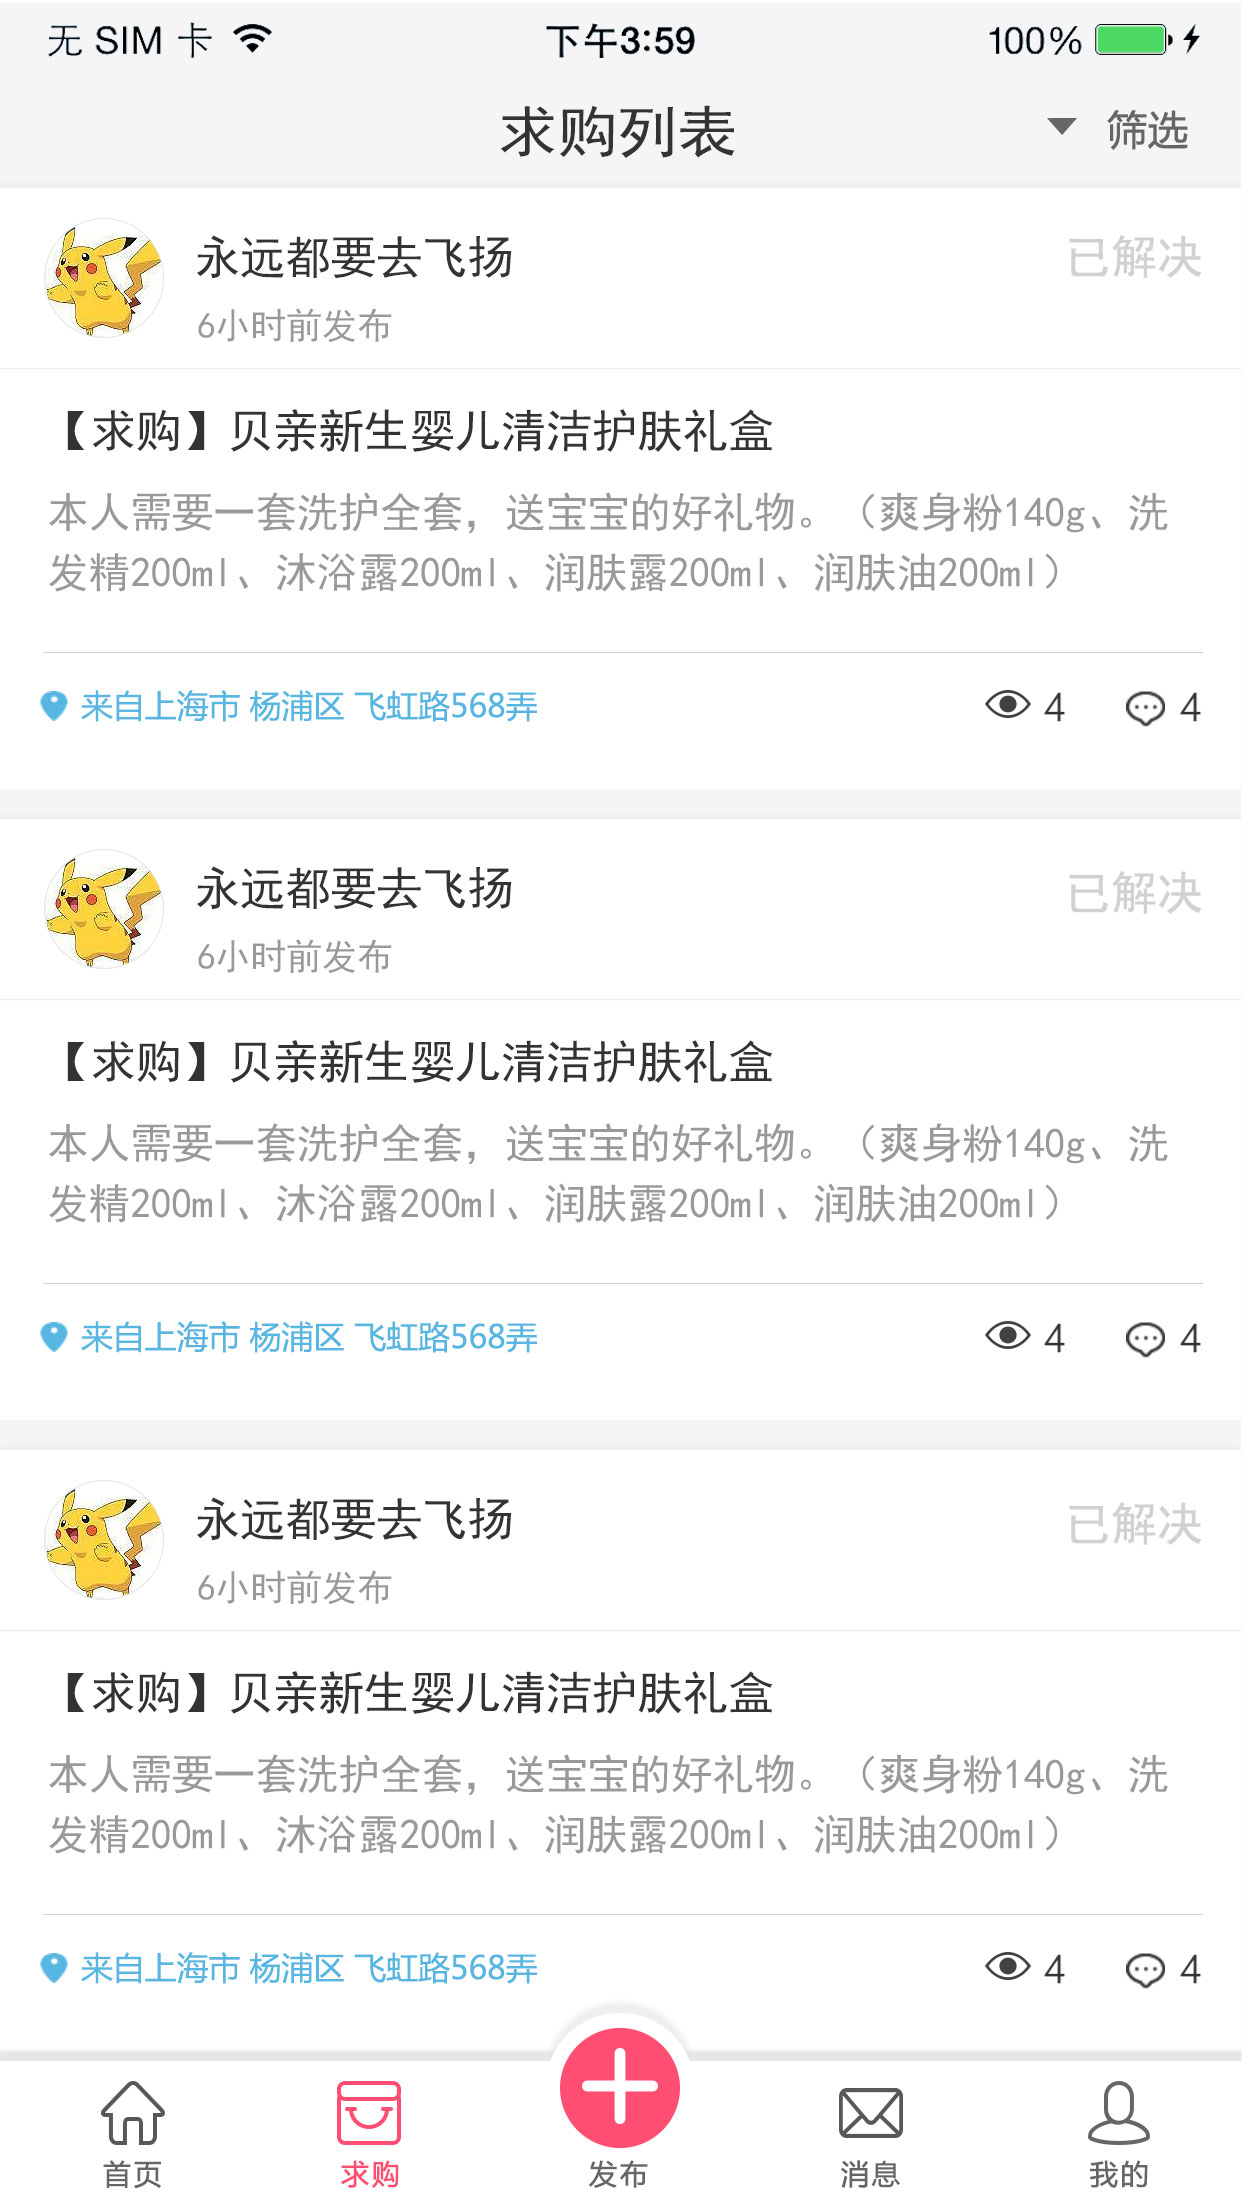 无 SIM 卡 下午3:59 100%
求购列表 筛选
永远都要去飞扬 已解决
6小时前发布
【求购】贝亲新生婴儿清洁护肤礼盒
本人需要一套洗护全套，送宝宝的好礼物。（爽身粉140g、洗
发精200ml、沐浴露200ml、润肤露200ml、润肤油200ml）
来自上海市 杨浦区 飞虹路568弄 4 4
永远都要去飞扬 已解决
6小时前发布
【求购】贝亲新生婴儿清洁护肤礼盒
本人需要一套洗护全套，送宝宝的好礼物。（爽身粉140g、洗
发精200ml、沐浴露200ml、润肤露200ml、润肤油200ml）
来自上海市 杨浦区 飞虹路568弄 4 4
永远都要去飞扬 已解决
6小时前发布
【求购】贝亲新生婴儿清洁护肤礼盒
本人需要一套洗护全套，送宝宝的好礼物。（爽身粉140g、洗
发精200ml、沐浴露200ml、润肤露200ml、润肤油200ml）
来自上海市 杨浦区 飞虹路568弄 4 4
首页 求购 发布 消息 我的